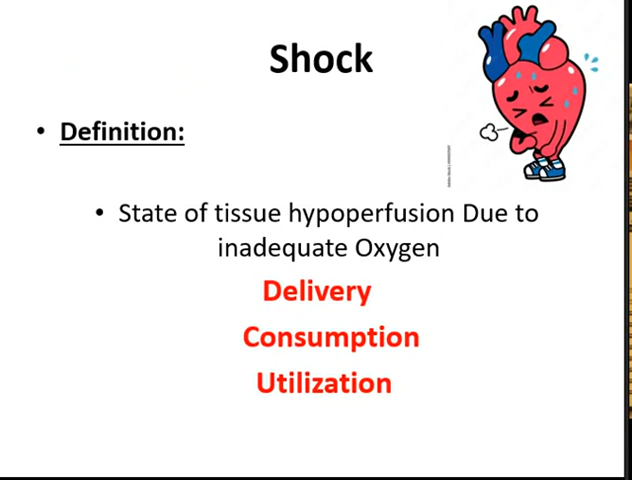 Shock
• Definition:
• State of tissue hypoperfusion Due to
inadequate Oxygen
Delivery
Consumption
Utilization